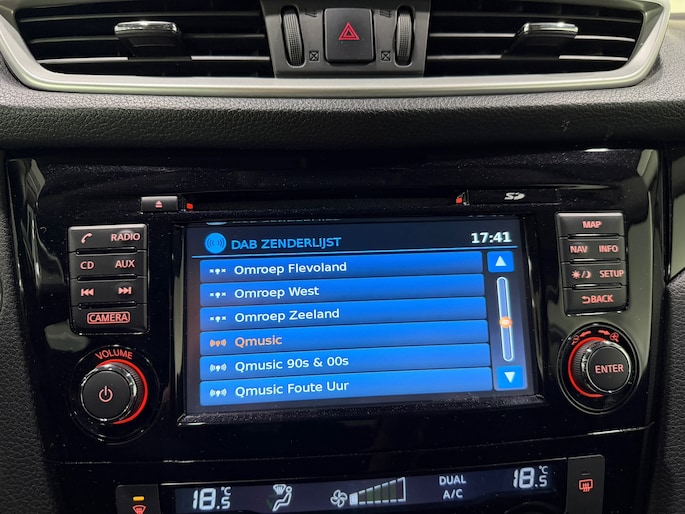 SD
RADIO
CD AUX
CAMERA
VOLUME
DAB ZENDERLIJST 17:41
Omroep Flevoland
Omroep West
Omroep Zeeland
Qmusic
Qmusic 90s & 00s
Qmusic Foute Uur
MAP
NAV INFO
SETUP
BACK
ENTER
18.5°C
DUAL
A/C
18.5°C